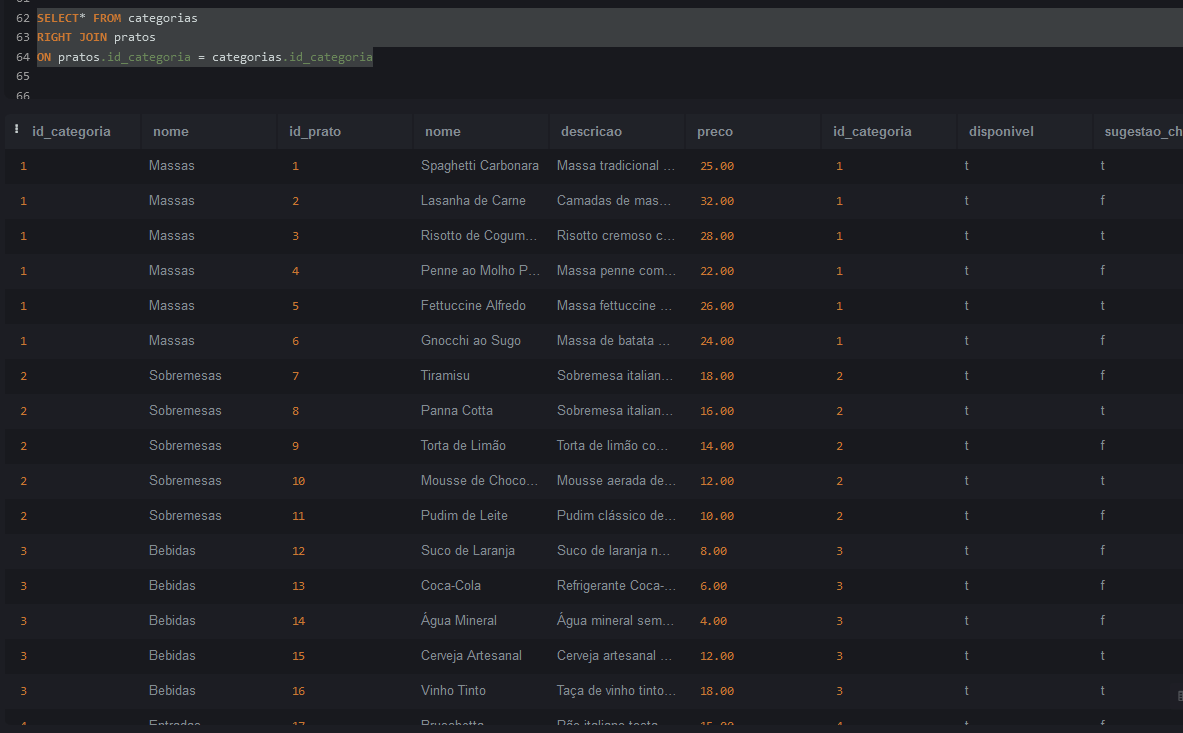 62 SELECT* FROM categorias
63 RIGHT JOIN pratos
64 ON pratos.id_categoria = categorias.id_categoria
65
66
id_categoria nome id_prato nome descricao preco id_categoria disponivel sugestao_ch
1 Massas 1 Spaghetti Carbonara Massa tradicional ... 25.00 1 t t
1 Massas 2 Lasanha de Carne Camadas de mas... 32.00 1 t f
1 Massas 3 Risotto de Cogum... Risotto cremoso c... 28.00 1 t t
1 Massas 4 Penne ao Molho P... Massa penne com... 22.00 1 t f
1 Massas 5 Fettuccine Alfredo Massa fettuccine ... 26.00 1 t t
1 Massas 6 Gnocchi ao Sugo Massa de batata ... 24.00 1 t f
2 Sobremesas 7 Tiramisu Sobremesa italian... 18.00 2 t f
2 Sobremesas 8 Panna Cotta Sobremesa italian... 16.00 2 t t
2 Sobremesas 9 Torta de Limão Torta de limão co... 14.00 2 t f
2 Sobremesas 10 Mousse de Choco... Mousse aerada de... 12.00 2 t t
2 Sobremesas 11 Pudim de Leite Pudim clássico de... 10.00 2 t f
3 Bebidas 12 Suco de Laranja Suco de laranja n... 8.00 3 t f
3 Bebidas 13 Coca-Cola Refrigerante Coca-... 6.00 3 t f
3 Bebidas 14 Água Mineral Água mineral sem... 4.00 3 t f
3 Bebidas 15 Cerveja Artesanal Cerveja artesanal ... 12.00 3 t t
3 Bebidas 16 Vinho Tinto Taça de vinho tinto... 18.00 3 t t